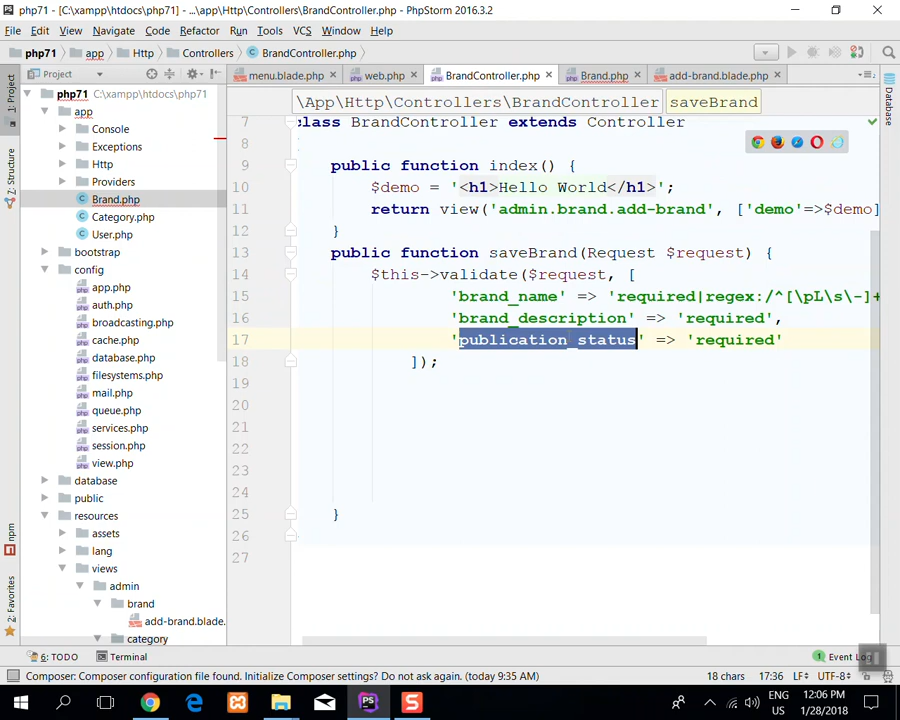 php71 - [C:\xampp\htdocs\php71] - ...\app\Http\Controllers\BrandController.php - PhpStorm 2016.3.2
File Edit View Navigate Code Refactor Run Tools VCS Window Help
php71 app Http Controllers BrandController.php
Project
menu.blade.php
web.php
BrandController.php
Brand.php
add-brand.blade.php
1: Project
Z: Structure
npm
2: Favorites
Database
php71 C:\xampp\htdocs\php71
app
Console
Exceptions
Http
Providers
Brand.php
Category.php
User.php
bootstrap
config
app.php
auth.php
broadcasting.php
cache.php
database.php
filesystems.php
mail.php
queue.php
services.php
session.php
view.php
database
public
resources
assets
lang
views
admin
brand
add-brand.blade.
category
\App\Http\Controllers\BrandController saveBrand
7 class BrandController extends Controller
8
9 public function index() {
10 $demo = '<h1>Hello World</h1>';
11 return view('admin.brand.add-brand', ['demo'=>$demo]
12 }
13 public function saveBrand(Request $request) {
14 $this->validate($request, [
15 'brand_name' => 'required|regex:/^[\pL\s\-]+
16 'brand_description' => 'required',
17 'publication_status' => 'required'
18 ]);
19
20
21
22
23
24
25 }
26
27
6: TODO Terminal 1 Event Log
Composer: Composer configuration file found. Initialize Composer settings? Do not ask again. (today 9:35 AM) 18 chars 17:36 LF UTF-8
PS S ENG US 12:06 PM 1/28/2018